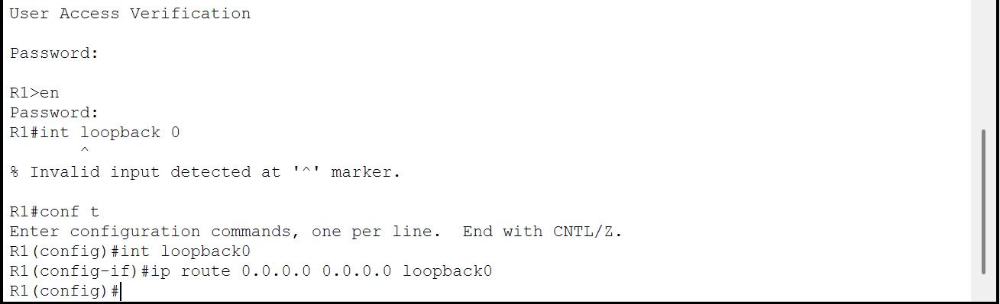 User Access Verification
Password:
R1>en
Password:
R1#int loopback 0
^
% Invalid input detected at '^' marker.
R1#conf t
Enter configuration commands, one per line.  End with CNTL/Z.
R1(config)#int loopback0
R1(config-if)#ip route 0.0.0.0 0.0.0.0 loopback0
R1(config)#